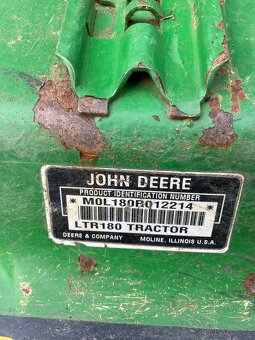 JOHN DEERE
PRODUCT IDENTIFICATION NUMBER
*M0L180B012214*
LTR180 TRACTOR
DEERE & COMPANY MOLINE, ILLINOIS U.S.A.